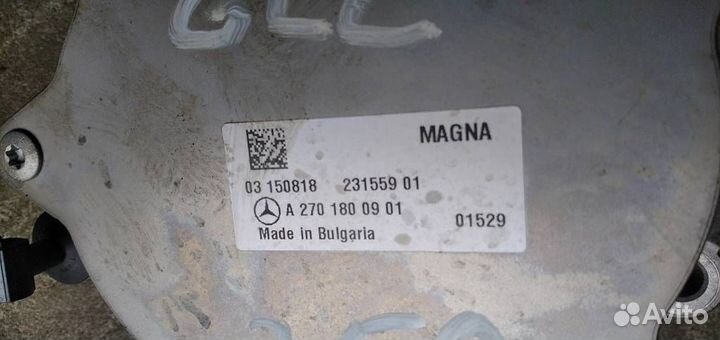 GLC
MAGNA
03 150818 231559 01
A 270 180 09 01
01529
Made in Bulgaria
Avito